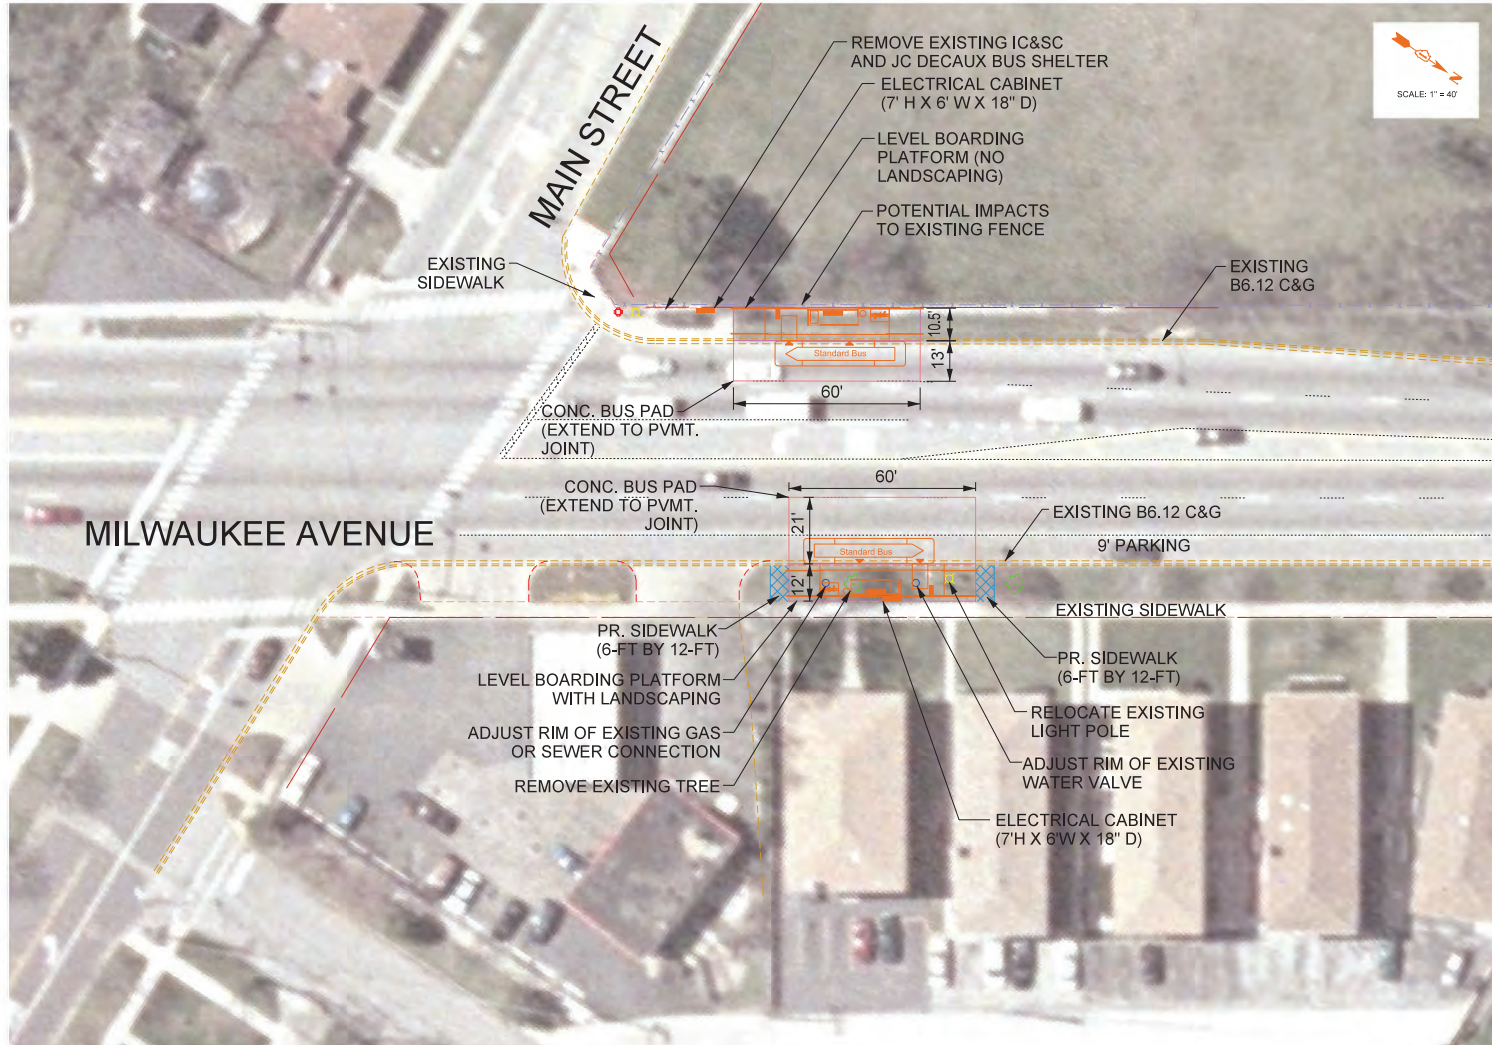 REMOVE EXISTING IC&SC
AND JC DECAUX BUS SHELTER
ELECTRICAL CABINET
(7' H X 6' W X 18" D)
LEVEL BOARDING
PLATFORM (NO
LANDSCAPING)
POTENTIAL IMPACTS
TO EXISTING FENCE
N
SCALE: 1" = 40'
MAIN STREET
EXISTING
SIDEWALK
EXISTING
B6.12 C&G
10.5'
13'
Standard Bus
60'
CONC. BUS PAD
(EXTEND TO PVMT.
JOINT)
60'
CONC. BUS PAD
(EXTEND TO PVMT.
JOINT)
21'
EXISTING B6.12 C&G
MILWAUKEE AVENUE
9' PARKING
Standard Bus
12'
EXISTING SIDEWALK
PR. SIDEWALK
(6-FT BY 12-FT)
LEVEL BOARDING PLATFORM
WITH LANDSCAPING
ADJUST RIM OF EXISTING GAS
OR SEWER CONNECTION
REMOVE EXISTING TREE
PR. SIDEWALK
(6-FT BY 12-FT)
RELOCATE EXISTING
LIGHT POLE
ADJUST RIM OF EXISTING
WATER VALVE
ELECTRICAL CABINET
(7'H X 6'W X 18" D)